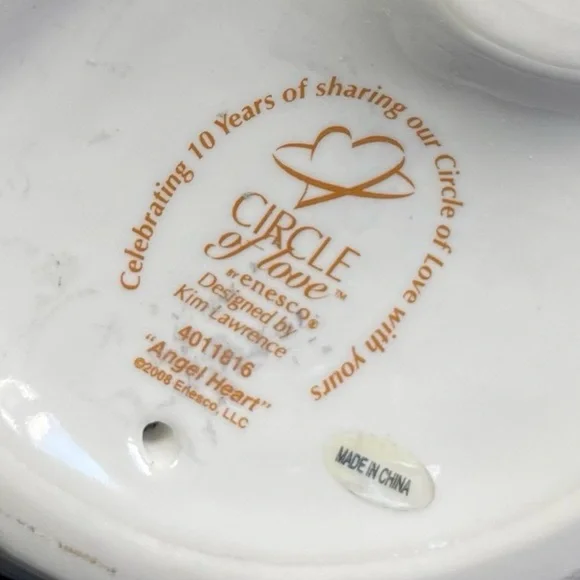 Celebrating 10 Years of sharing our Circle of Love with yours
CIRCLE
of love™
BY enesco®
Designed by
Kim Lawrence
4011816
"Angel Heart"
©2008 Enesco, LLC
MADE IN CHINA